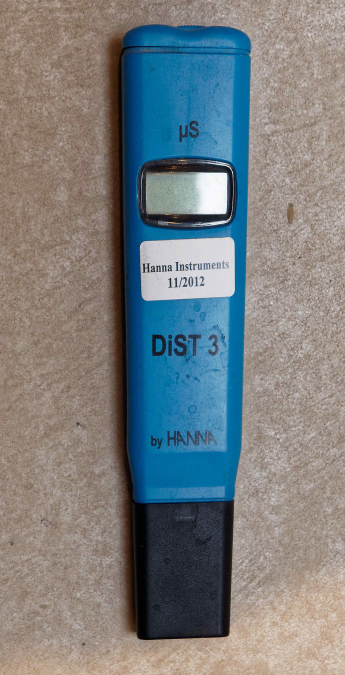 µS
Hanna Instruments
11/2012
DiST 3
by HANNA